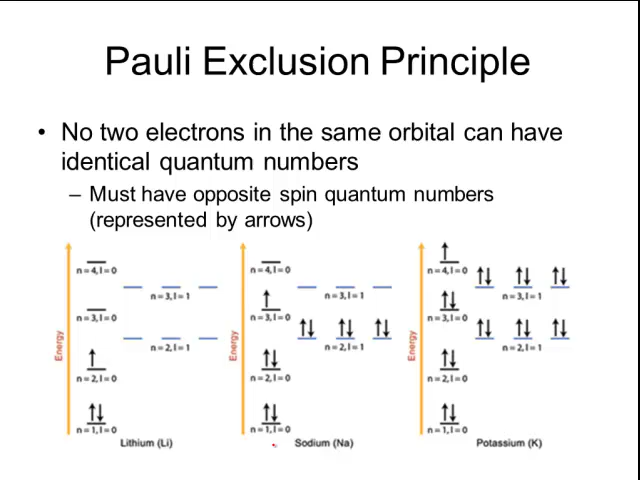 Pauli Exclusion Principle
• No two electrons in the same orbital can have
identical quantum numbers
– Must have opposite spin quantum numbers
(represented by arrows)
Energy
n=4,l=0
n=3,l=1
n=3,l=0
n=2,l=1
n=2,l=0
n=1,l=0
Lithium (Li)
Energy
n=4,l=0
n=3,l=1
n=3,l=0
n=2,l=1
n=2,l=0
n=1,l=0
Sodium (Na)
Energy
n=4,l=0
n=3,l=1
n=3,l=0
n=2,l=1
n=2,l=0
n=1,l=0
Potassium (K)